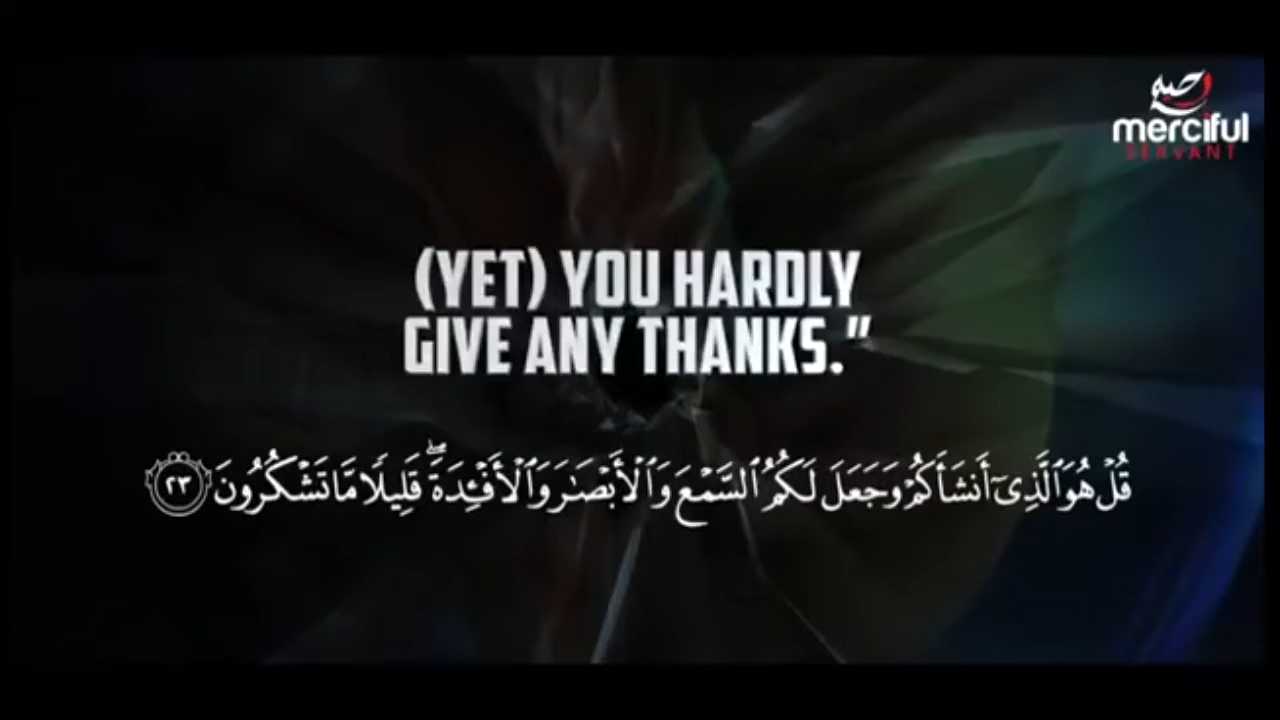 merciful
SERVANT
(YET) YOU HARDLY
GIVE ANY THANKS."
قُلْ هُوَ ٱلَّذِىٓ أَنشَأَكُمْ وَجَعَلَ لَكُمُ ٱلسَّمْعَ وَٱلْأَبْصَـٰرَ وَٱلْأَفْـِٔدَةَ ۖ قَلِيلًا مَّا تَشْكُرُونَ ٢٣